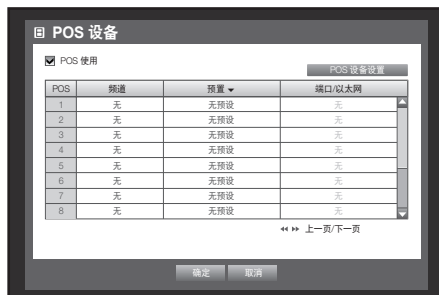 POS 设备
POS 使用
POS 设备设置
POS 频道 预置 端口/以太网
1 无 无预设 无
2 无 无预设 无
3 无 无预设 无
4 无 无预设 无
5 无 无预设 无
6 无 无预设 无
7 无 无预设 无
8 无 无预设 无
上一页/下一页
确定 取消